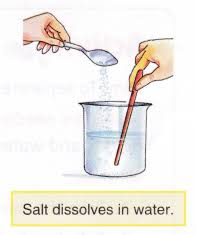 Salt dissolves in water.